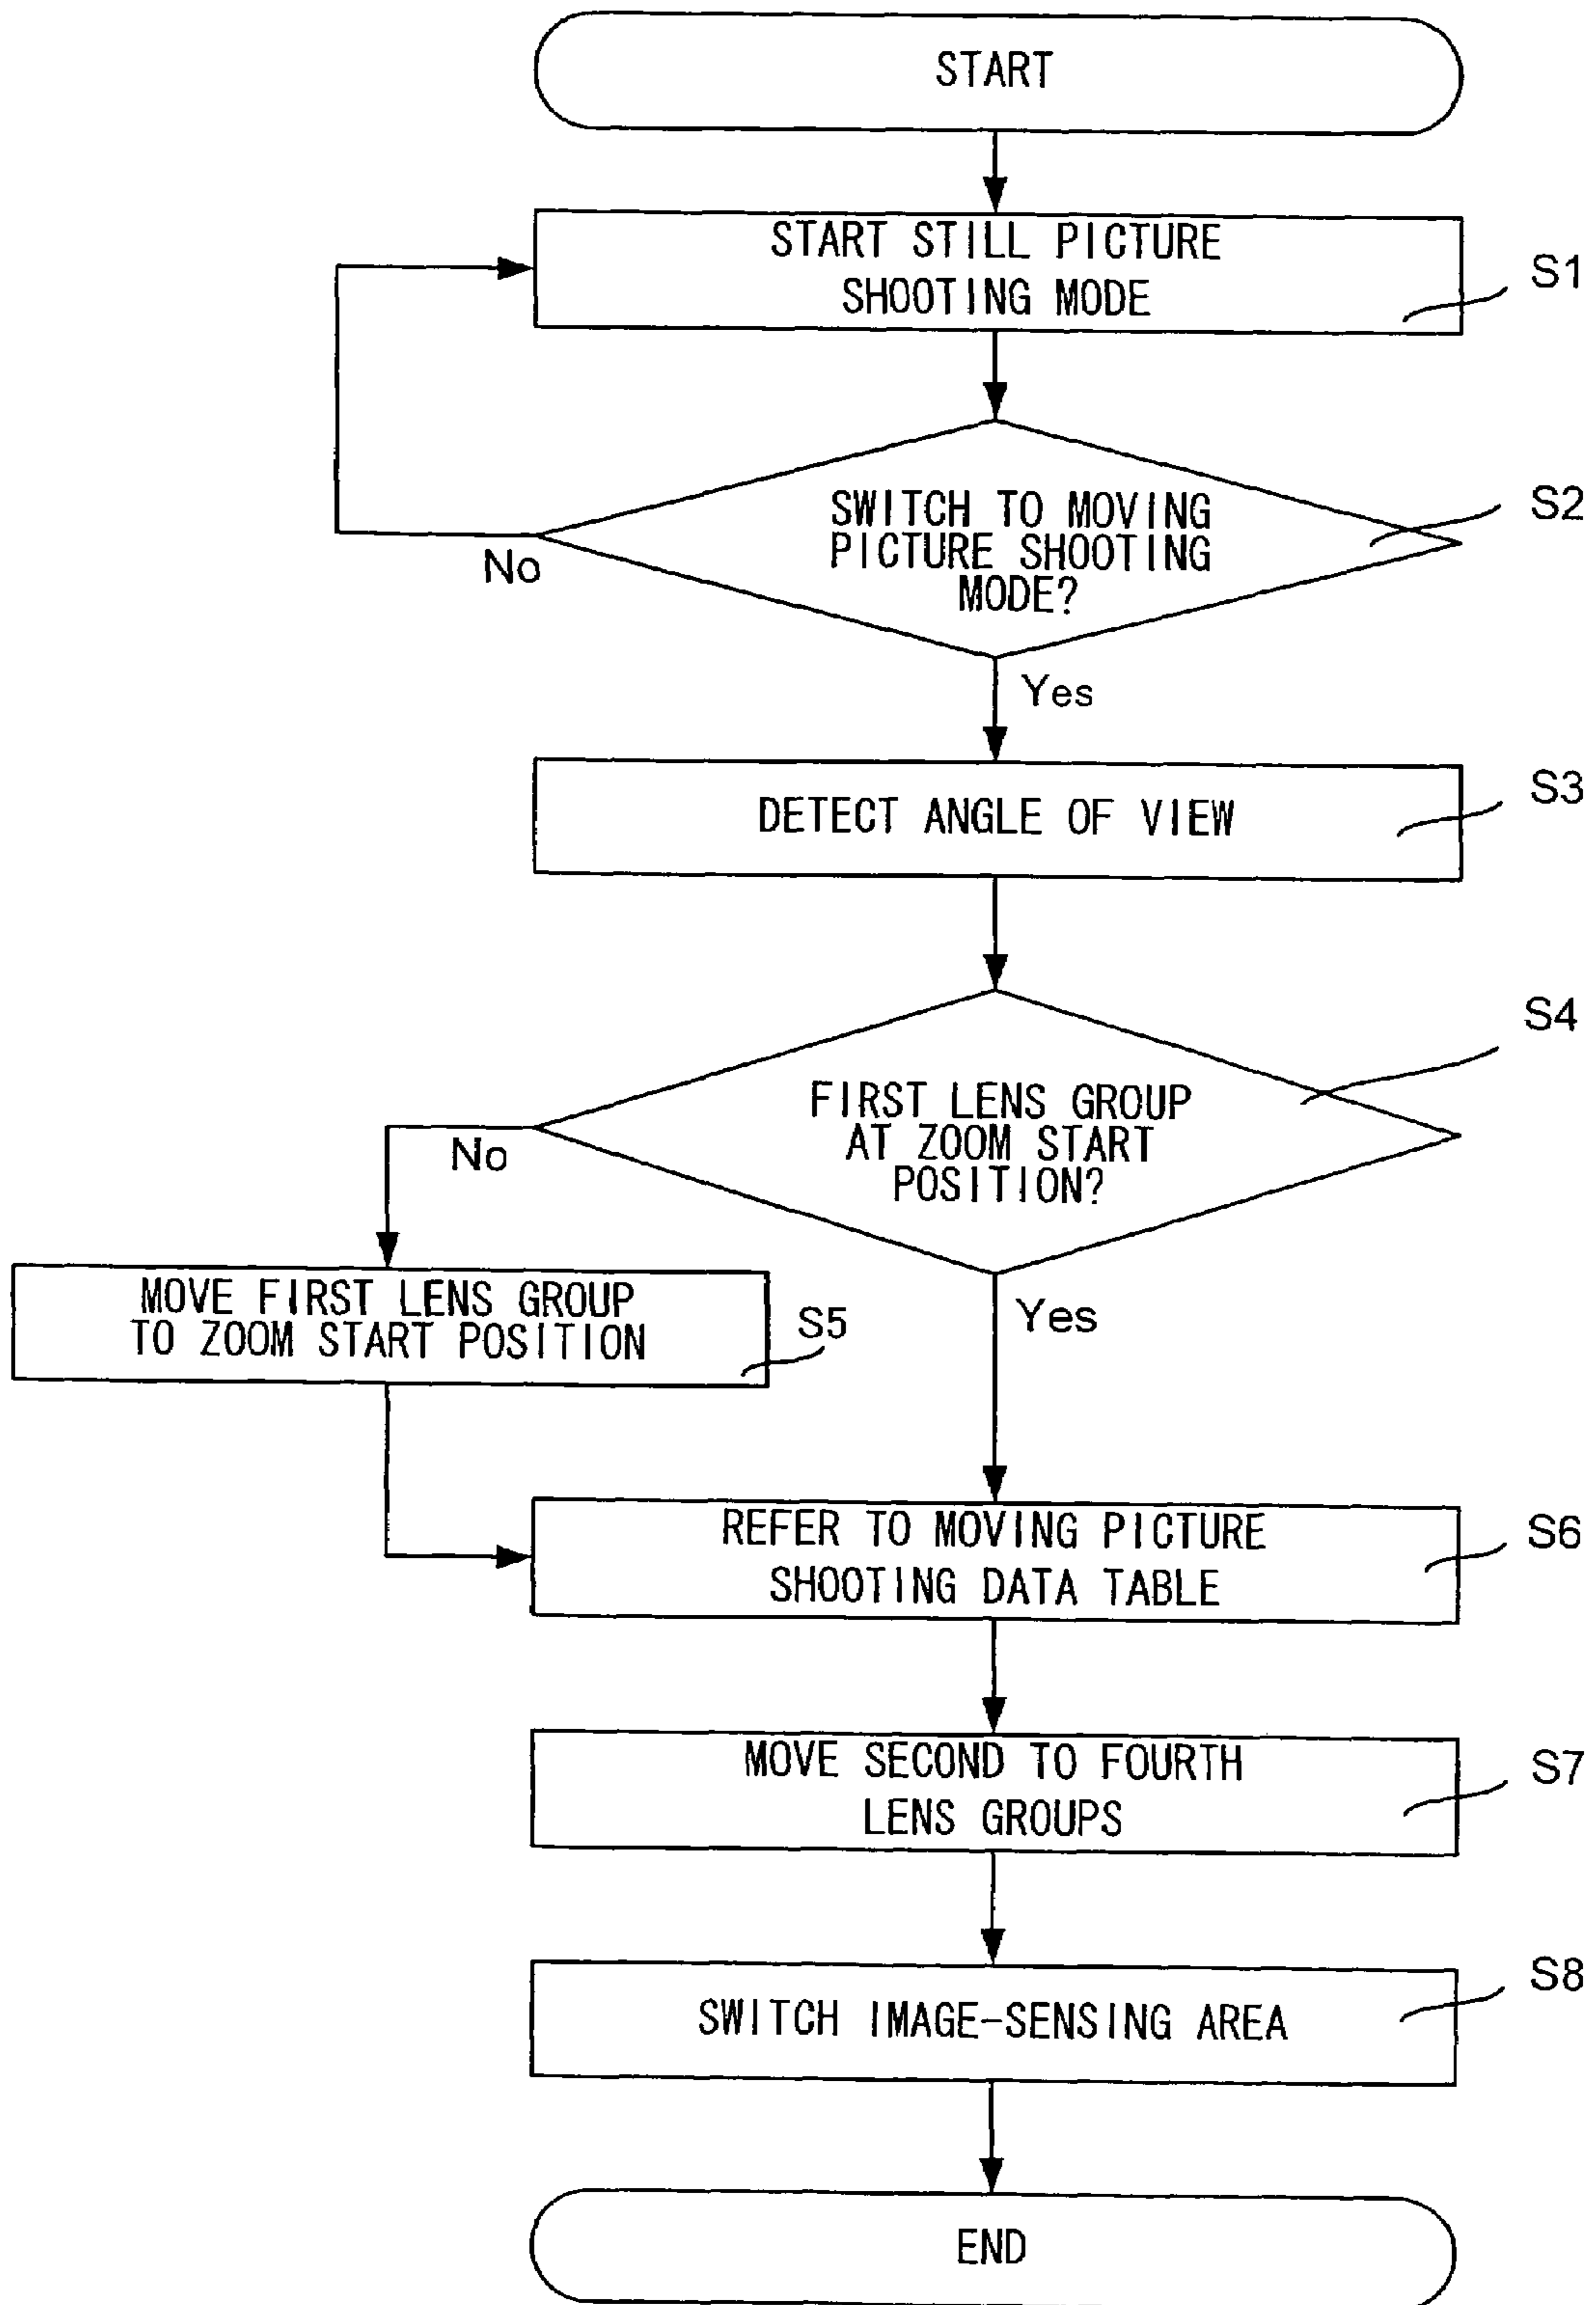 START
START STILL PICTURE
SHOOTING MODE
S1
SWITCH TO MOVING
PICTURE SHOOTING
MODE?
S2
No
Yes
DETECT ANGLE OF VIEW
S3
FIRST LENS GROUP
AT ZOOM START
POSITION?
S4
No
Yes
MOVE FIRST LENS GROUP
TO ZOOM START POSITION
S5
REFER TO MOVING PICTURE
SHOOTING DATA TABLE
S6
MOVE SECOND TO FOURTH
LENS GROUPS
S7
SWITCH IMAGE-SENSING AREA
S8
END